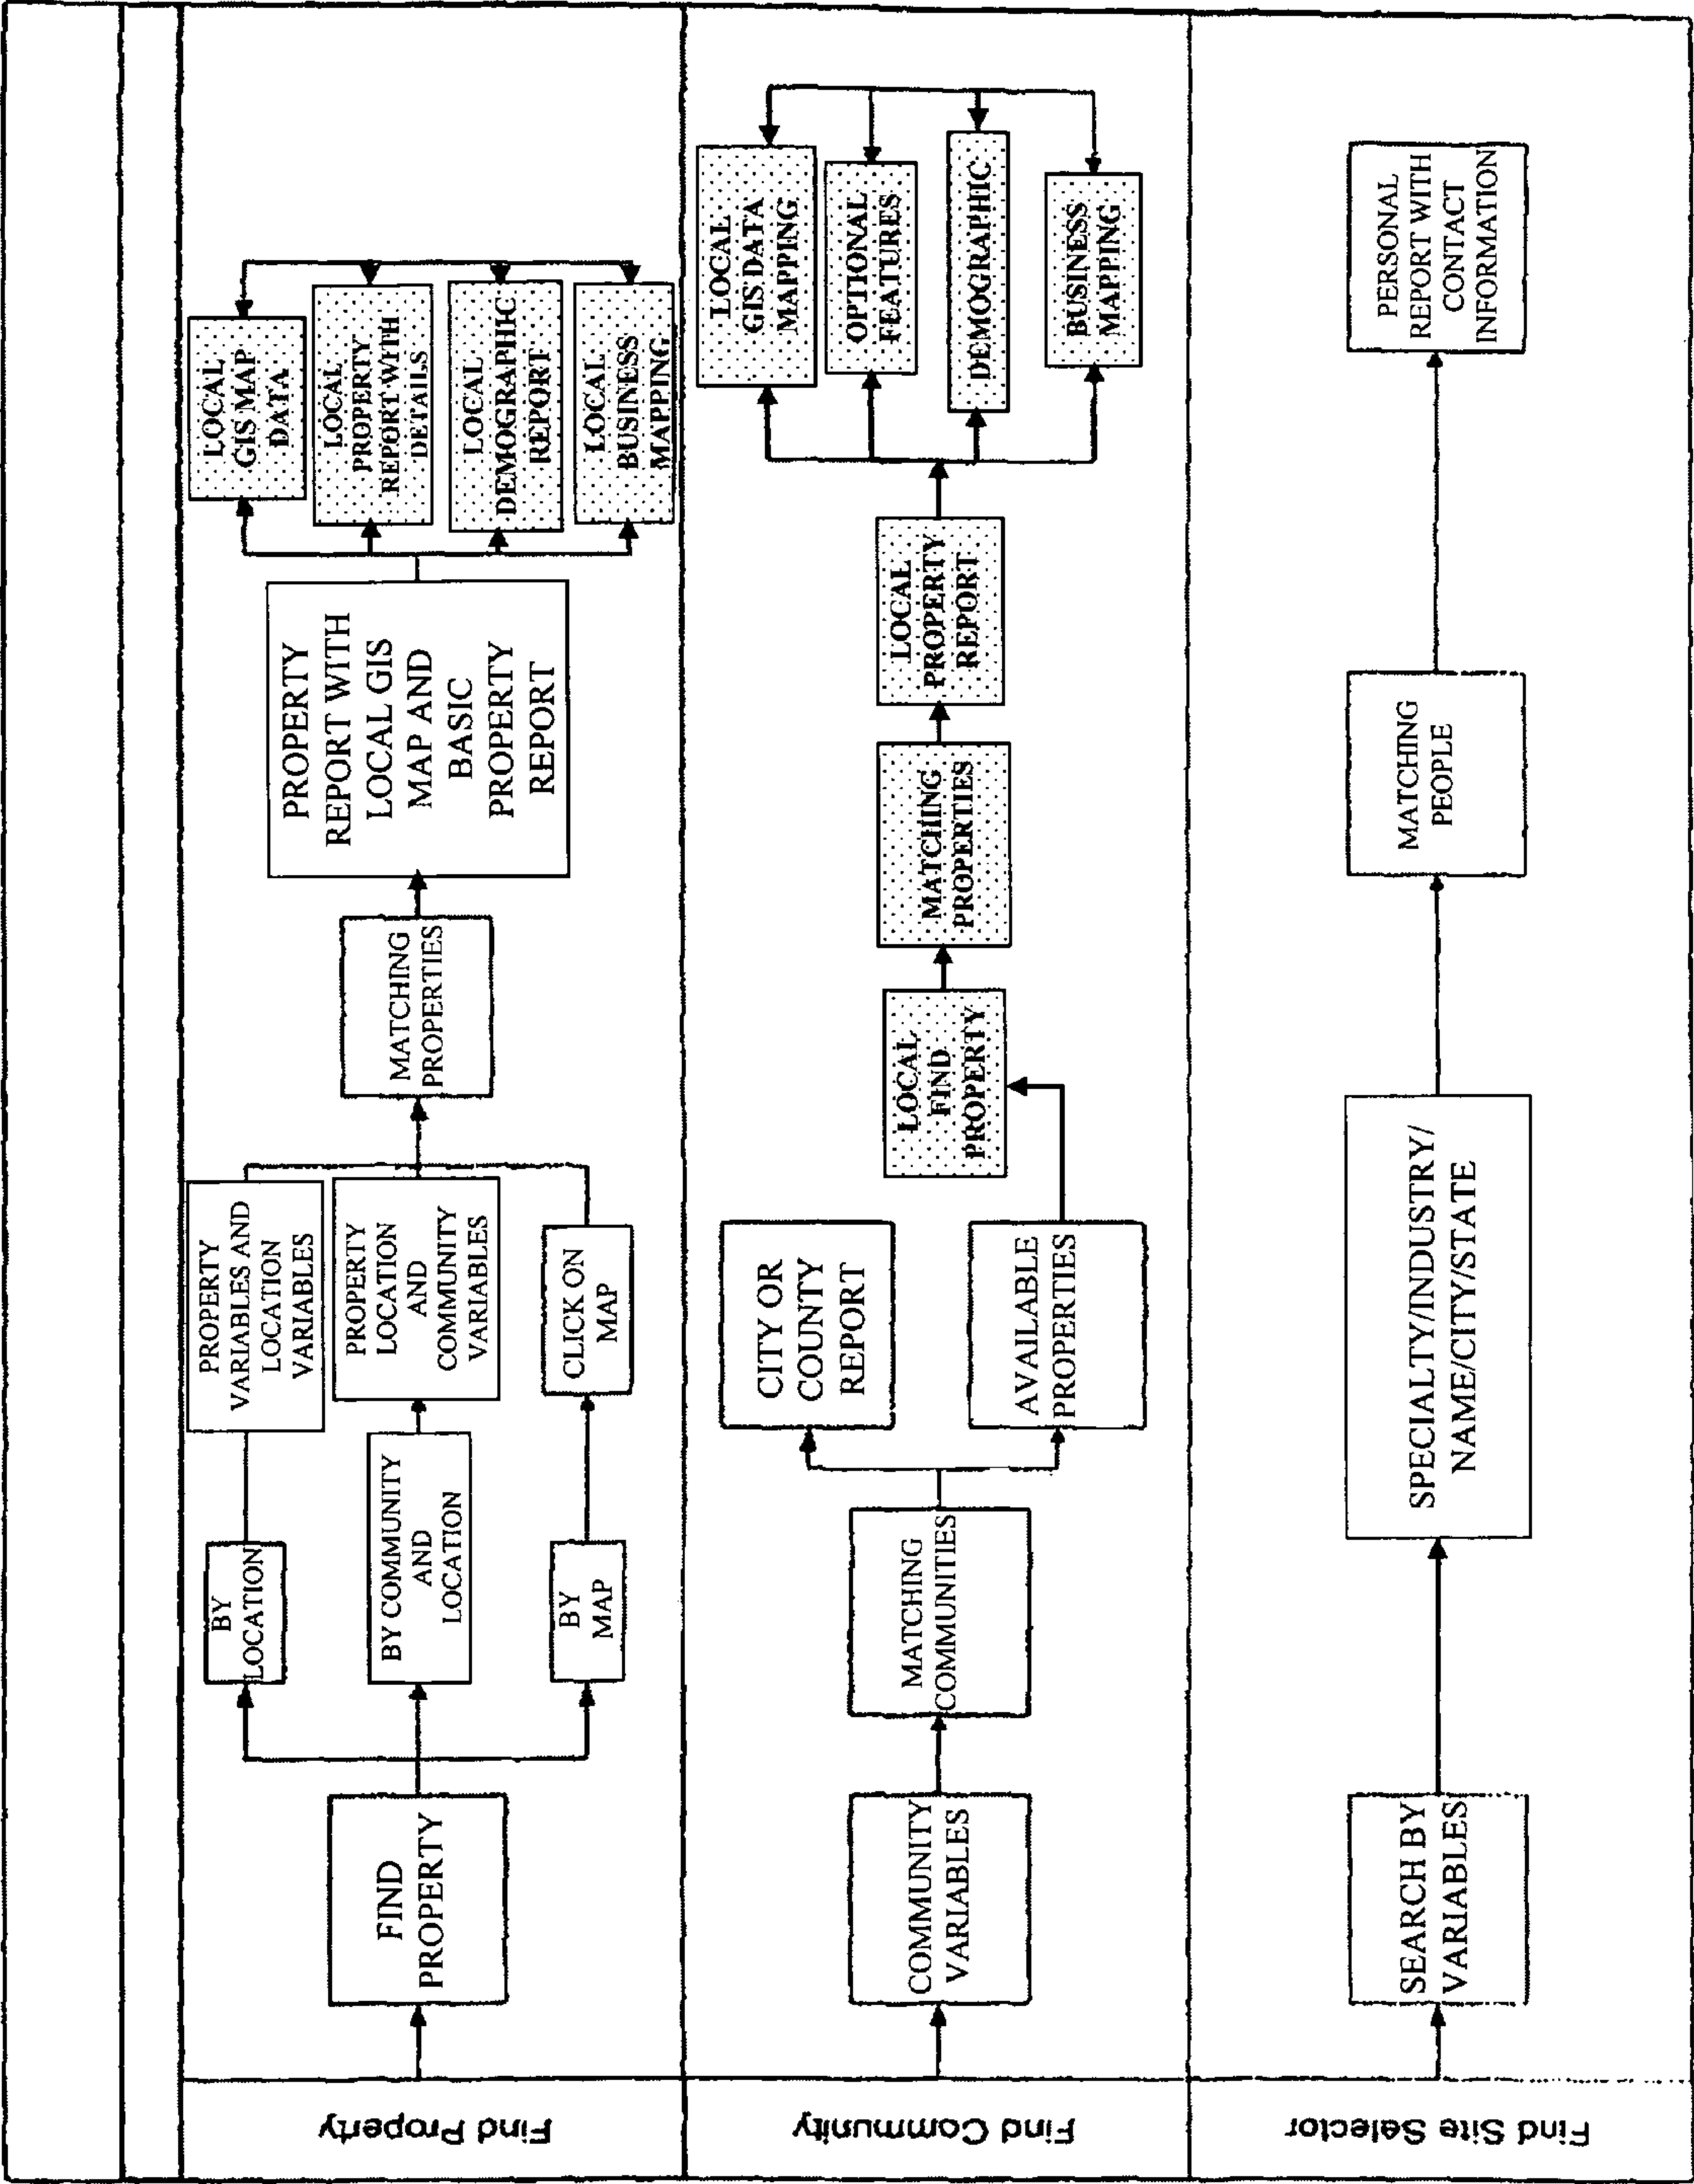 Find Property
FIND
PROPERTY
BY
LOCATION
BY COMMUNITY
AND
LOCATION
BY
MAP
PROPERTY
VARIABLES AND
LOCATION
VARIABLES
PROPERTY
LOCATION
AND
COMMUNITY
VARIABLES
CLICK ON
MAP
MATCHING
PROPERTIES
PROPERTY
REPORT WITH
LOCAL GIS
MAP AND
BASIC
PROPERTY
REPORT
LOCAL
GIS MAP
DATA
LOCAL
PROPERTY
REPORT WITH
DETAILS
LOCAL
DEMOGRAPHIC
REPORT
LOCAL
BUSINESS
MAPPING
Find Community
COMMUNITY
VARIABLES
MATCHING
COMMUNITIES
CITY OR
COUNTY
REPORT
AVAILABLE
PROPERTIES
LOCAL
FIND
PROPERTY
MATCHING
PROPERTIES
LOCAL
PROPERTY
REPORT
LOCAL
GIS DATA
MAPPING
OPTIONAL
FEATURES
DEMOGRAPHIC
BUSINESS
MAPPING
Find Site Selector
SEARCH BY
VARIABLES
SPECIALTY/INDUSTRY/
NAME/CITY/STATE
MATCHING
PEOPLE
PERSONAL
REPORT WITH
CONTACT
INFORMATION